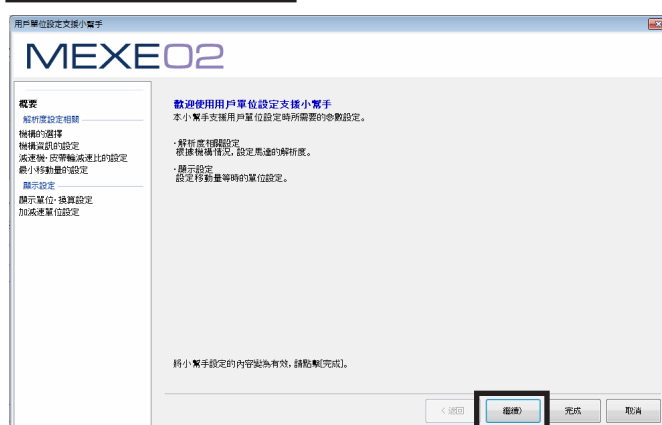 用戶單位設定支援小幫手
MEXE02
概要
解析度設定相關
機構的選擇
機構資訊的設定
減速機·皮帶輪減速比的設定
最小移動量的設定
顯示設定
顯示單位·換算設定
加減速單位設定
歡迎使用用戶單位設定支援小幫手
本小幫手支援用戶單位設定時所需要的參數設定。
·解析度相關設定
根據機構情況，設定馬達的解析度。
·顯示設定
設定移動量等時的單位設定。
將小幫手設定的內容變為有效，請點擊[完成]。
< 返回
繼續>
完成
取消